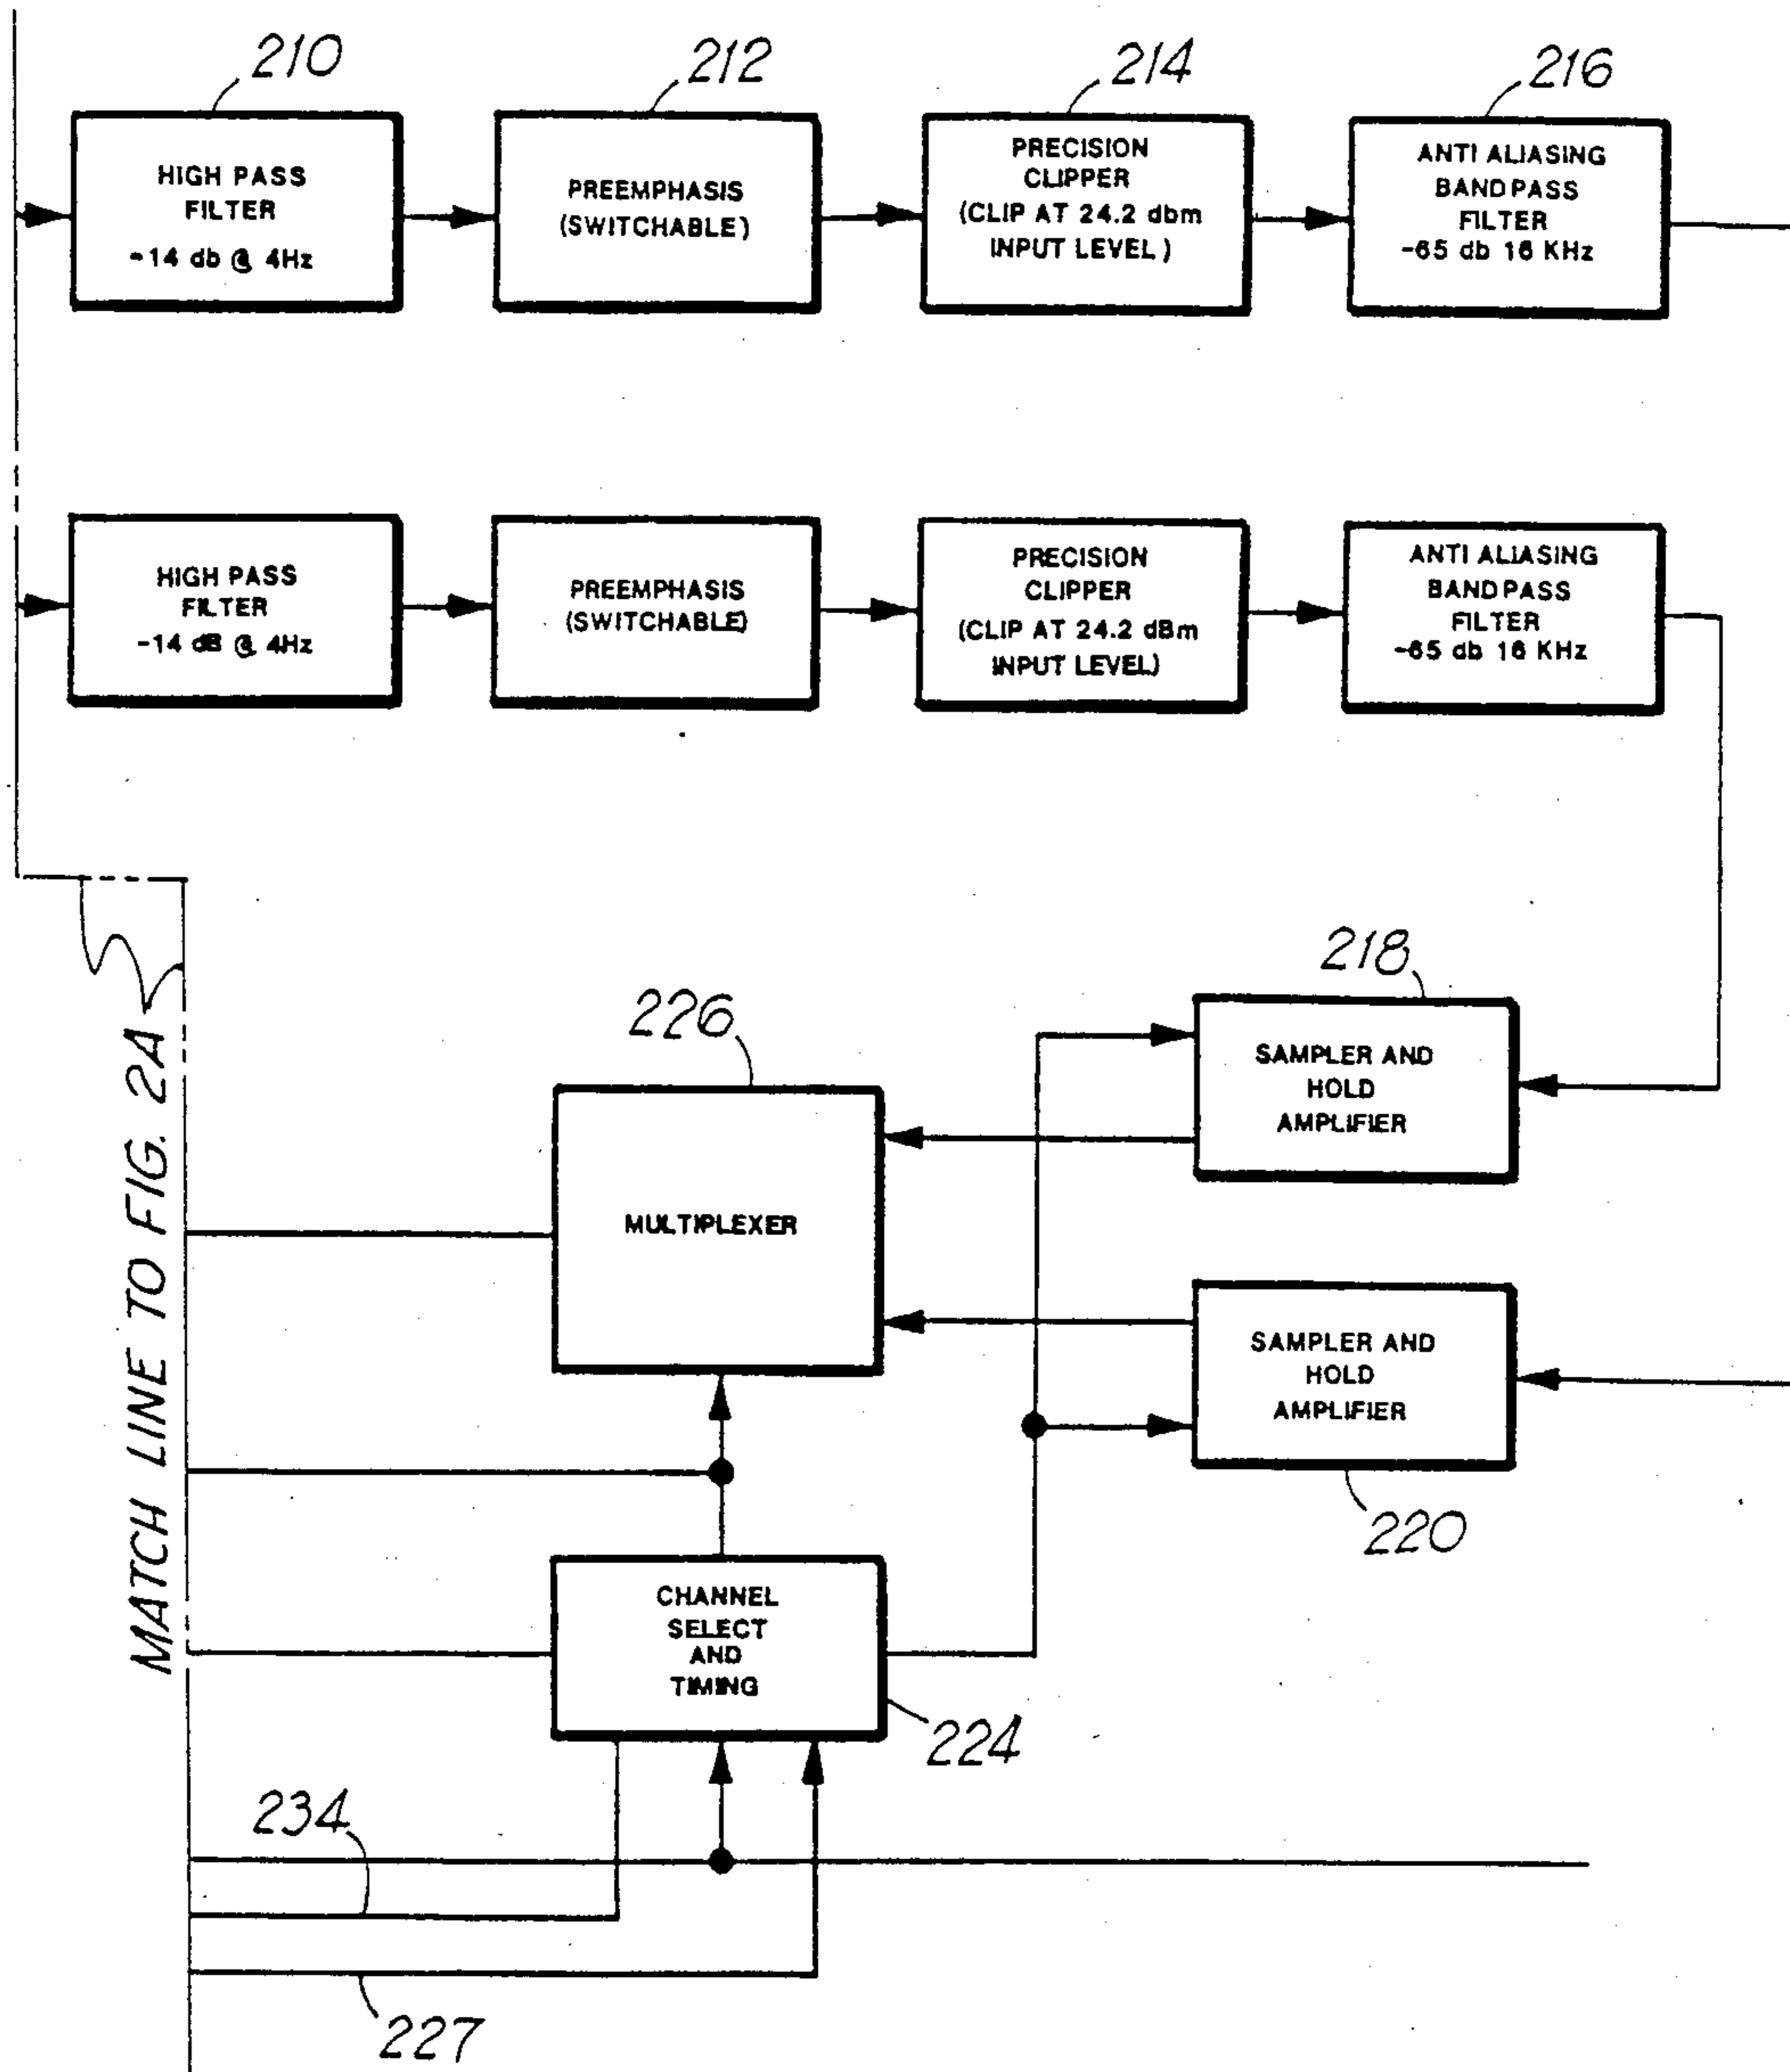 210
212
214
216
HIGH PASS
FILTER
-14 db @ 4Hz
PREEMPHASIS
(SWITCHABLE)
PRECISION
CLIPPER
(CLIP AT 24.2 dbm
INPUT LEVEL)
ANTI ALIASING
BANDPASS
FILTER
-65 db 16 KHz
HIGH PASS
FILTER
-14 dB @ 4Hz
PREEMPHASIS
(SWITCHABLE)
PRECISION
CLIPPER
(CLIP AT 24.2 dBm
INPUT LEVEL)
ANTI ALIASING
BANDPASS
FILTER
-65 db 16 KHz
MATCH LINE TO FIG. 2A
226
MULTIPLEXER
218
SAMPLER AND
HOLD
AMPLIFIER
SAMPLER AND
HOLD
AMPLIFIER
220
CHANNEL
SELECT
AND
TIMING
224
234
227